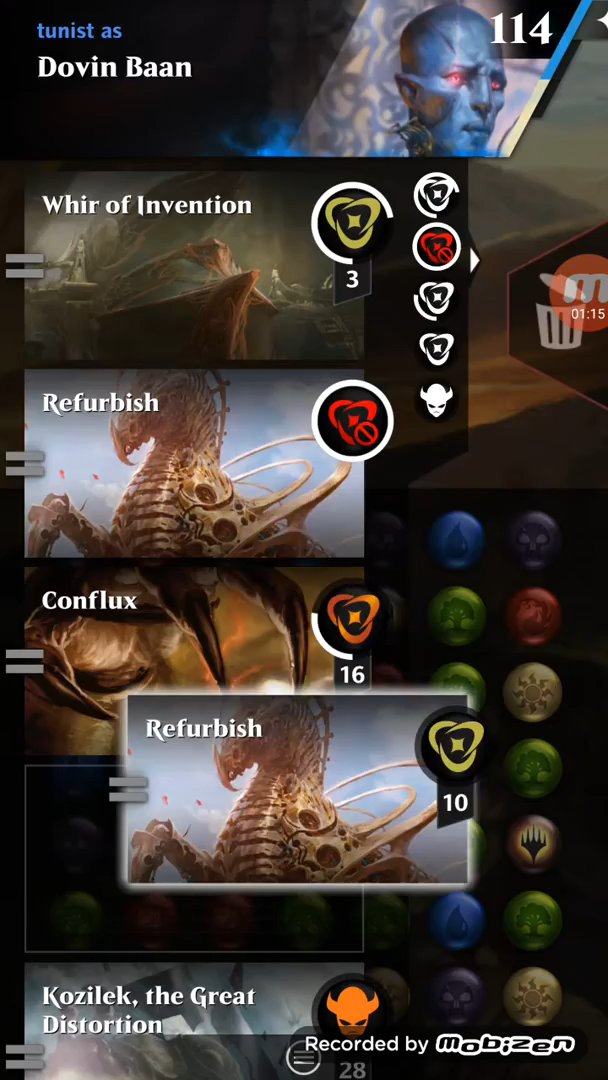 tunist as
114
Dovin Baan
Whir of Invention
3
01:15
Refurbish
Conflux
16
Refurbish
10
Kozilek, the Great
Distortion
28
Recorded by mobizen